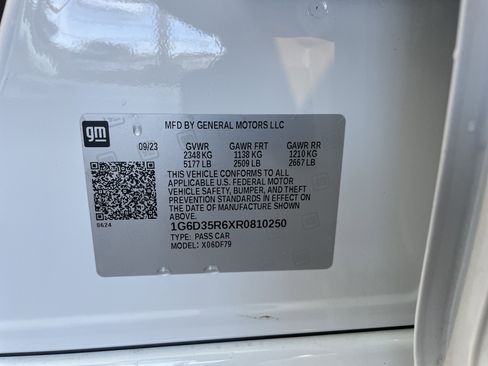 gm
MFD BY GENERAL MOTORS LLC
09/23 GVWR GAWR FRT GAWR RR
2348 KG 1138 KG 1210 KG
5177 LB 2509 LB 2667 LB
THIS VEHICLE CONFORMS TO ALL
APPLICABLE U.S. FEDERAL MOTOR
VEHICLE SAFETY, BUMPER, AND THEFT
PREVENTION STANDARDS IN EFFECT ON
THE DATE OF MANUFACTURE SHOWN
ABOVE.
8624
1G6D35R6XR0810250
TYPE: PASS CAR
MODEL: X06DF79